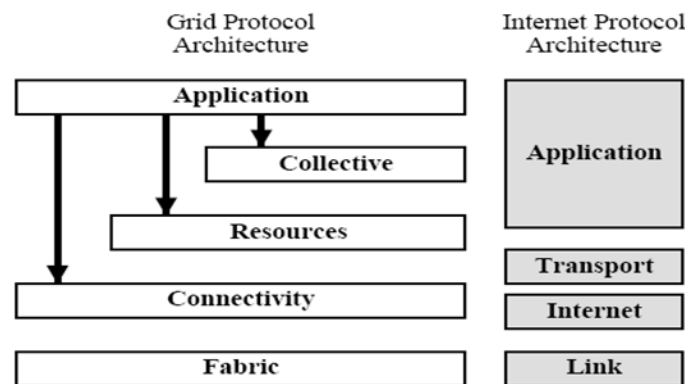 Grid Protocol
Architecture
Internet Protocol
Architecture
Application
Collective
Resources
Connectivity
Fabric
Application
Transport
Internet
Link